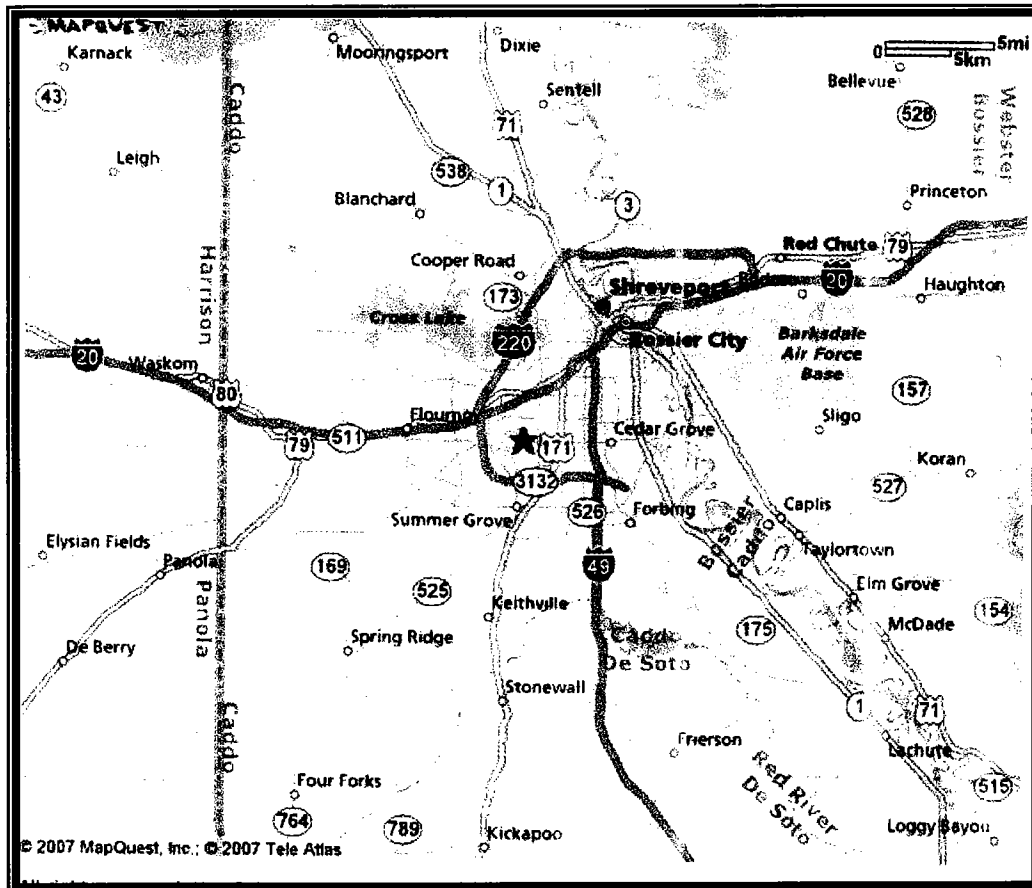 MAPQUEST
Karnack
Mooringsport
Dixie
0 5mi
5km
Bellevue
43
Caddo
Sentell
71
528
Webster
Bossier
Leigh
538
1
Blanchard
3
Princeton
Harrison
Cooper Road
Red Chute
79
173
Shreveport
20
Haughton
Cross Lake
220
Bossier City
Barksdale
Air Force
Base
20
Waskom
80
157
Sligo
79
511
171
Cedar Grove
Koran
3132
527
Summer Grove
526
Forbing
Caplis
Bossier
Caddo
Taylortown
Elysian Fields
Panola
169
49
Elm Grove
525
Panola
Keithville
154
McDade
175
De Berry
Spring Ridge
De Soto
Stonewall
1
71
Caddo
Frierson
Lachute
Red River
De Soto
515
Four Forks
764
789
Kickapoo
Loggy Bayou
© 2007 MapQuest, Inc.; © 2007 Tele Atlas